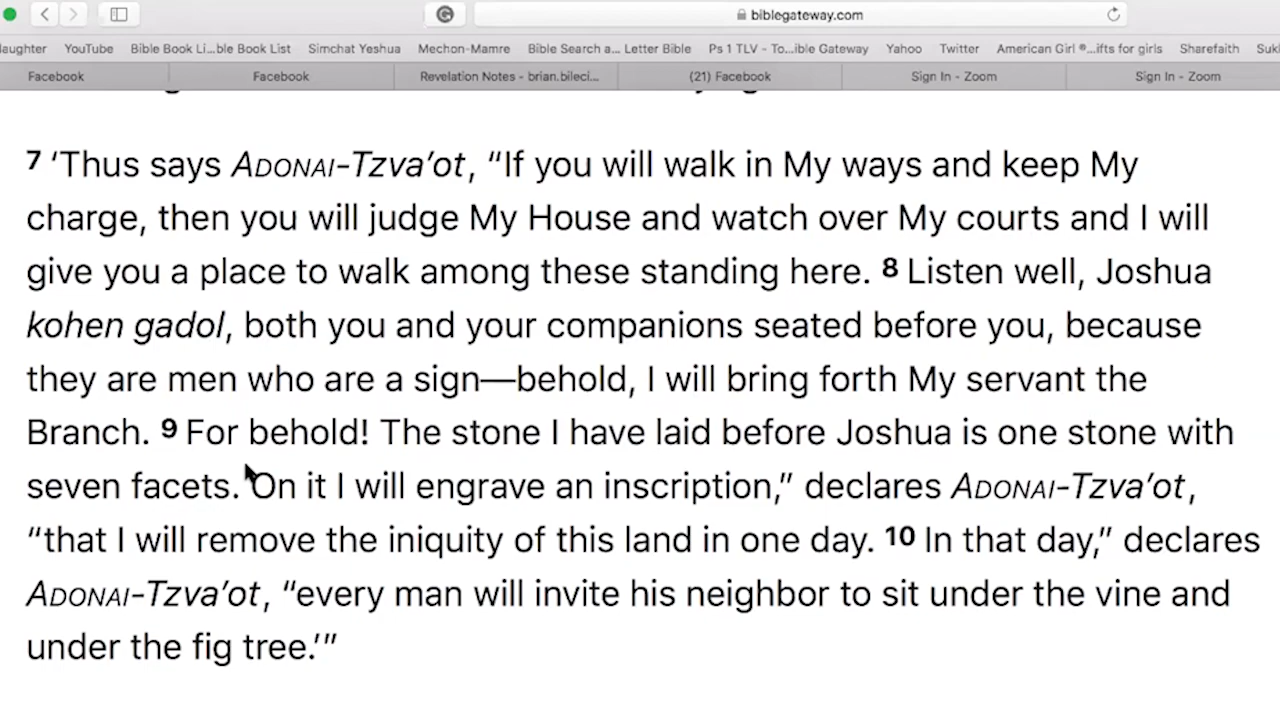 biblegateway.com
aughter YouTube Bible Book Li...ble Book List Simchat Yeshua Mechon-Mamre Bible Search a... Letter Bible Ps 1 TLV - To...ible Gateway Yahoo Twitter American Girl ®...ifts for girls Sharefaith Suk
Facebook Facebook Revelation Notes - brian.bileci... (21) Facebook Sign In - Zoom Sign In - Zoom
7 ‘Thus says ADONAI-Tzva’ot, “If you will walk in My ways and keep My
charge, then you will judge My House and watch over My courts and I will
give you a place to walk among these standing here. 8 Listen well, Joshua
kohen gadol, both you and your companions seated before you, because
they are men who are a sign—behold, I will bring forth My servant the
Branch. 9 For behold! The stone I have laid before Joshua is one stone with
seven facets. On it I will engrave an inscription,” declares ADONAI-Tzva’ot,
“that I will remove the iniquity of this land in one day. 10 In that day,” declares
ADONAI-Tzva’ot, “every man will invite his neighbor to sit under the vine and
under the fig tree.’”